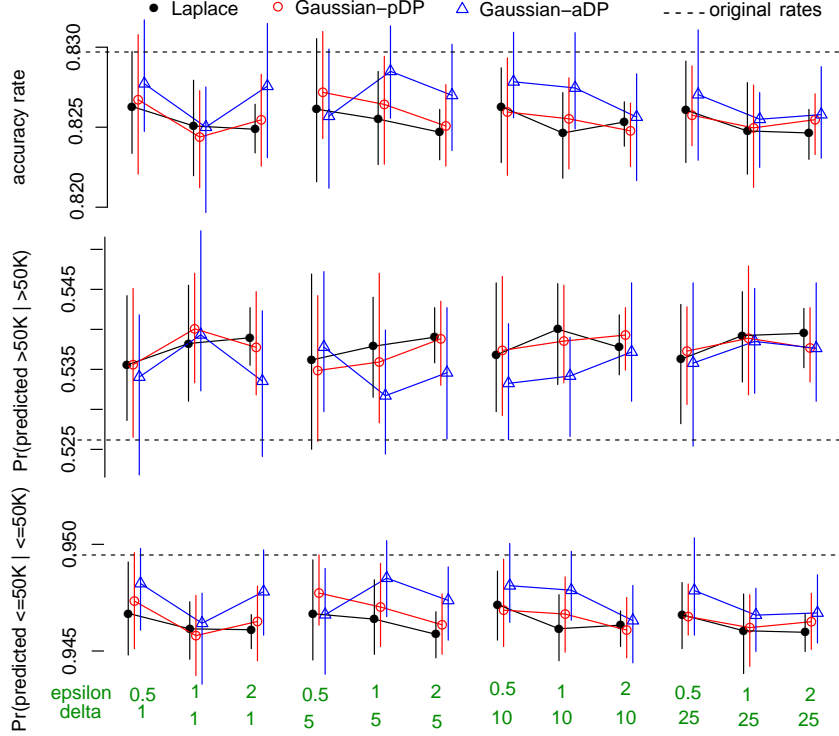 Laplace Gaussian−pDP Gaussian−aDP original rates
accuracy rate
0.830
0.825
0.820
Pr(predicted >50K | >50K)
0.545
0.535
0.525
Pr(predicted <=50K | <=50K)
0.950
0.945
epsilon 0.5 1 2 0.5 1 2 0.5 1 2 0.5 1 2
delta 1 1 1 5 5 5 10 10 10 25 25 25